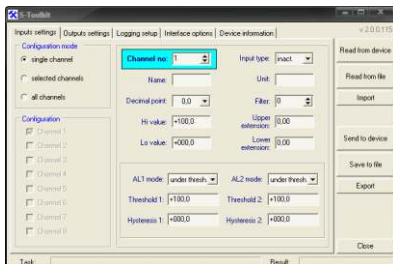 S-Toolkit
Inputs settings Outputs settings Logging setup Interface options Device information
v 2.0.0.115
Configuration mode
single channel
selected channels
all channels
Configuration
Channel 1
Channel 2
Channel 3
Channel 4
Channel 5
Channel 6
Channel 7
Channel 8
Channel no: 1
Input type: inact.
Name:
Unit:
Decimal point: 0,0
Filter: 0
Hi value: +100,0
Upper extension: 0,00
Lo value: +000,0
Lower extension: 0,00
AL1 mode: under thresh.
AL2 mode: under thresh.
Threshold 1: +100,0
Threshold 2: +100,0
Hysteresis 1: +000,0
Hysteresis 2: +000,0
Read from device
Read from file
Import
Send to device
Save to file
Export
Close
Task:
Result: